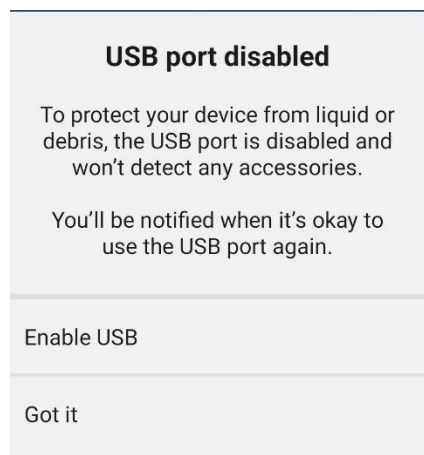 USB port disabled
To protect your device from liquid or
debris, the USB port is disabled and
won’t detect any accessories.
You’ll be notified when it’s okay to
use the USB port again.
Enable USB
Got it